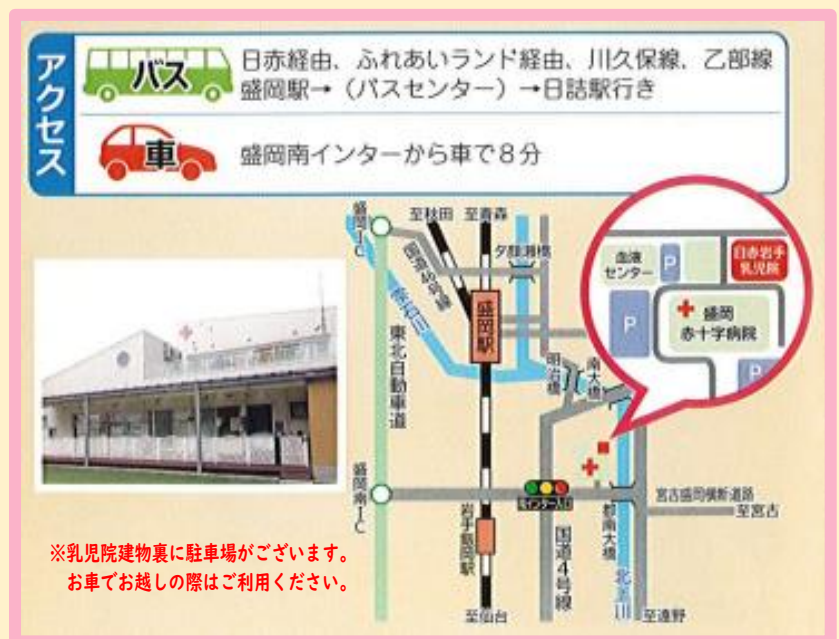 アクセス
バス
日赤経由、ふれあいランド経由、川久保線、乙部線
盛岡駅→（バスセンター）→日詰駅行き
車
盛岡南インターから車で８分
盛岡IC
至秋田
至青森
国道46号線
夕顔瀬橋
雫石川
盛岡駅
東北自動車道
明治橋
南大橋
血液
センター
P
日赤岩手
乳児院
P
盛岡
赤十字病院
P
盛岡南IC
南インター入口
宮古盛岡横断道路
至宮古
岩手飯岡駅
国道4号線
都南大橋
北上川
至仙台
至遠野
※乳児院建物裏に駐車場がございます。
お車でお越しの際はご利用ください。